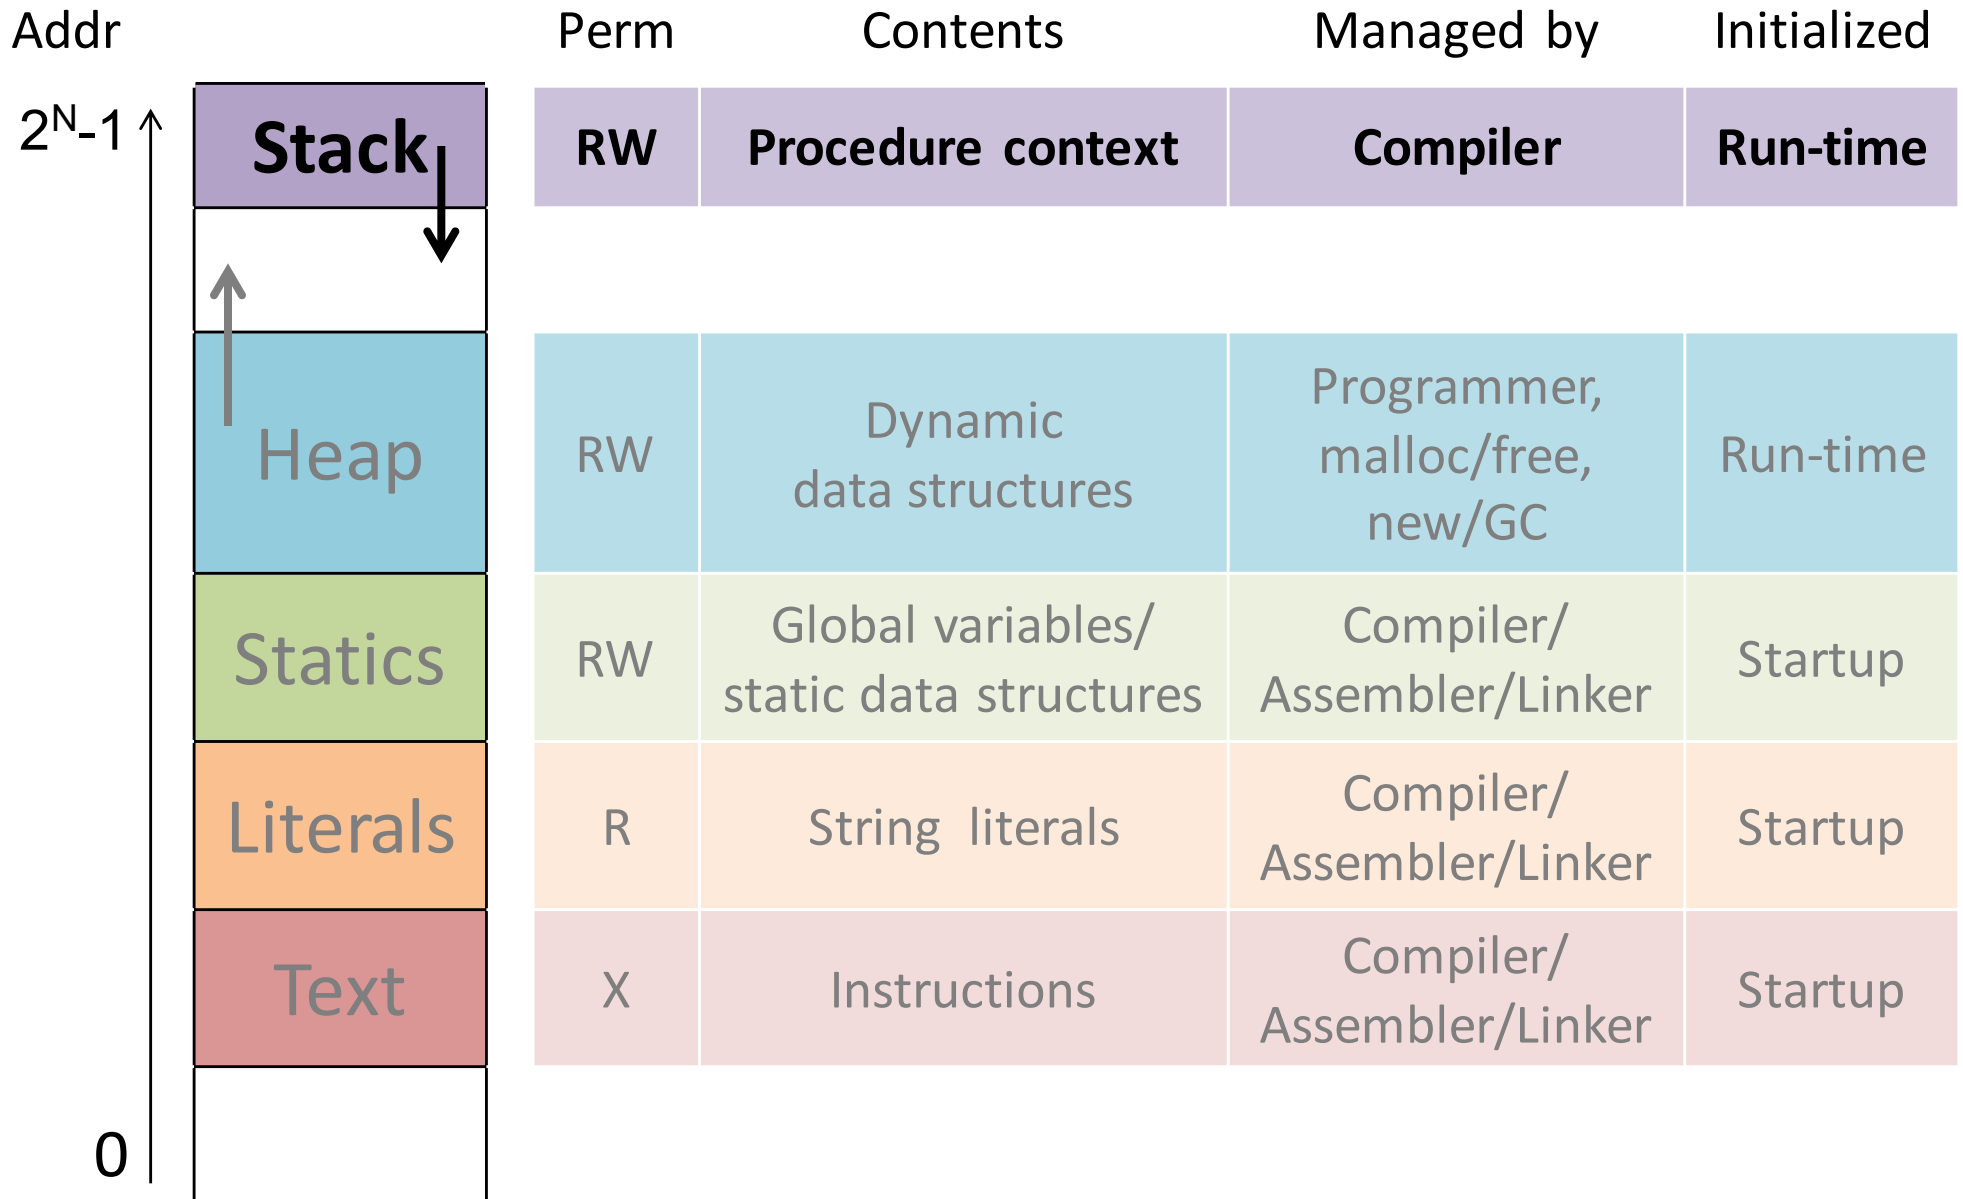 Addr Perm Contents Managed by Initialized
2ᴺ-1 Stack RW Procedure context Compiler Run-time
Heap RW Dynamic
data structures Programmer,
malloc/free,
new/GC Run-time
Statics RW Global variables/
static data structures Compiler/
Assembler/Linker Startup
Literals R String literals Compiler/
Assembler/Linker Startup
Text X Instructions Compiler/
Assembler/Linker Startup
0